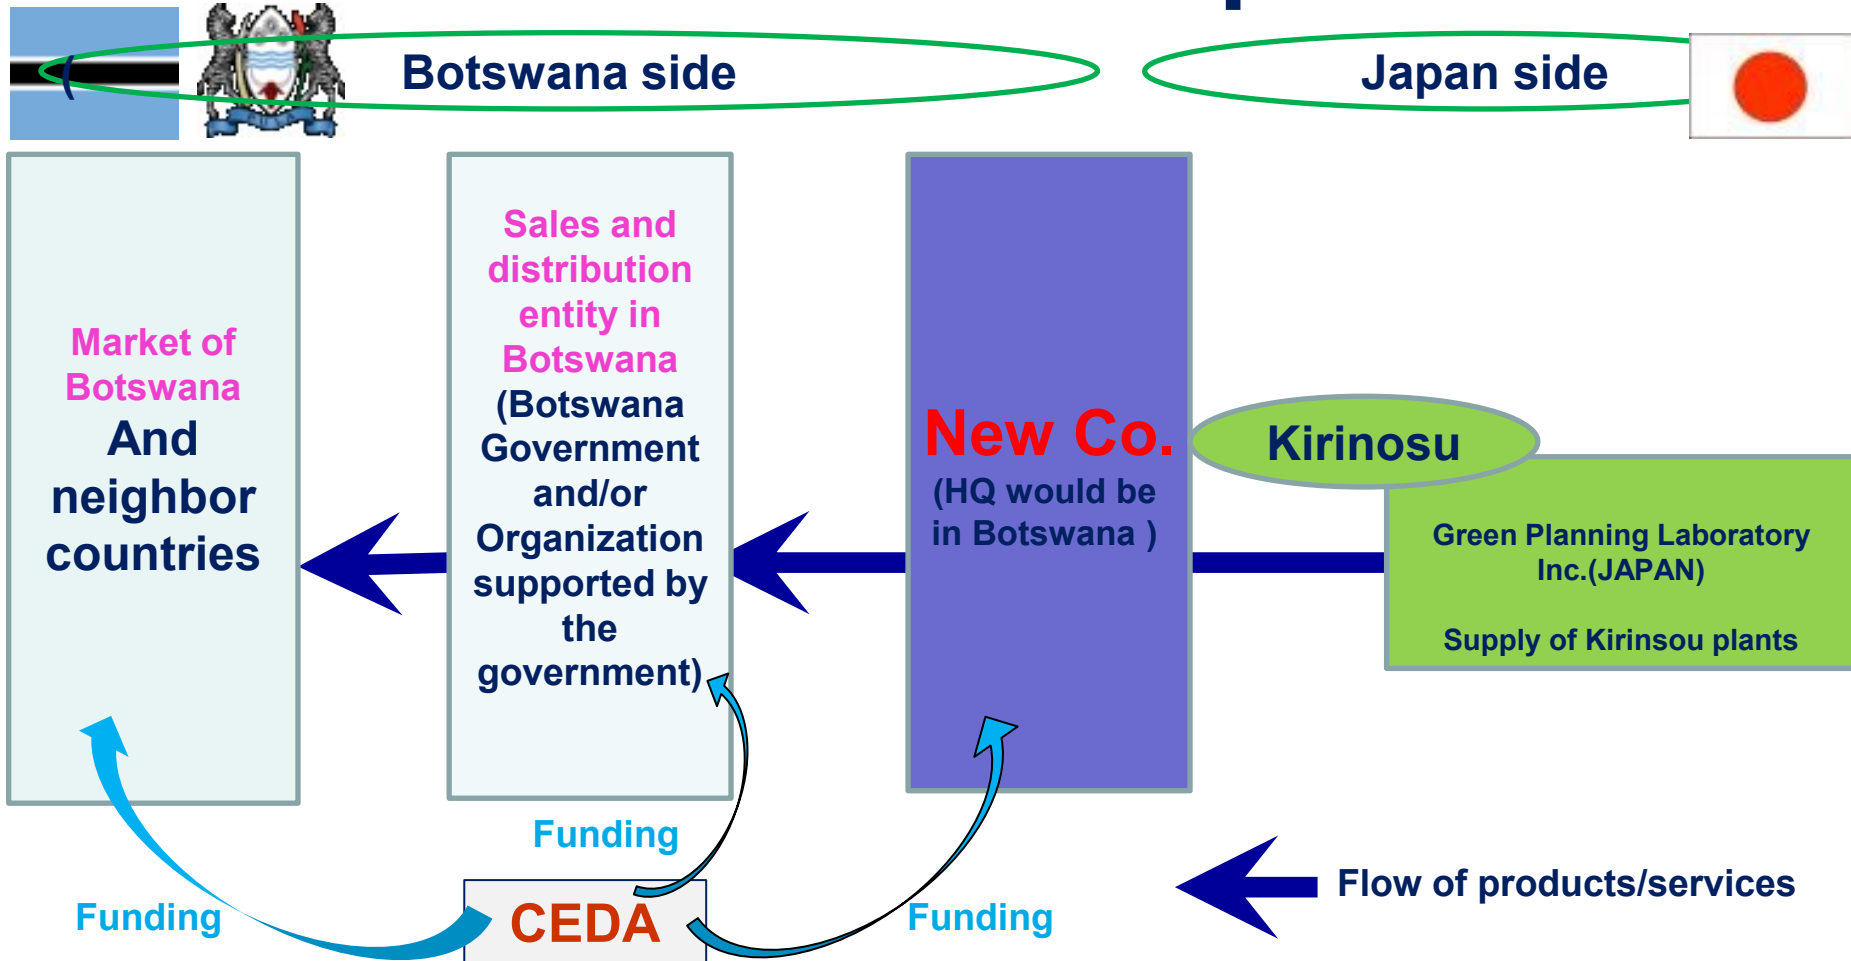 Botswana side
Japan side
(
Market of
Botswana
And
neighbor
countries
Sales and
distribution
entity in
Botswana
(Botswana
Government
and/or
Organization
supported by
the
government)
New Co.
(HQ would be
in Botswana )
Kirinosu
Green Planning Laboratory
Inc.(JAPAN)
Supply of Kirinsou plants
Funding
Funding
CEDA
Funding
Flow of products/services